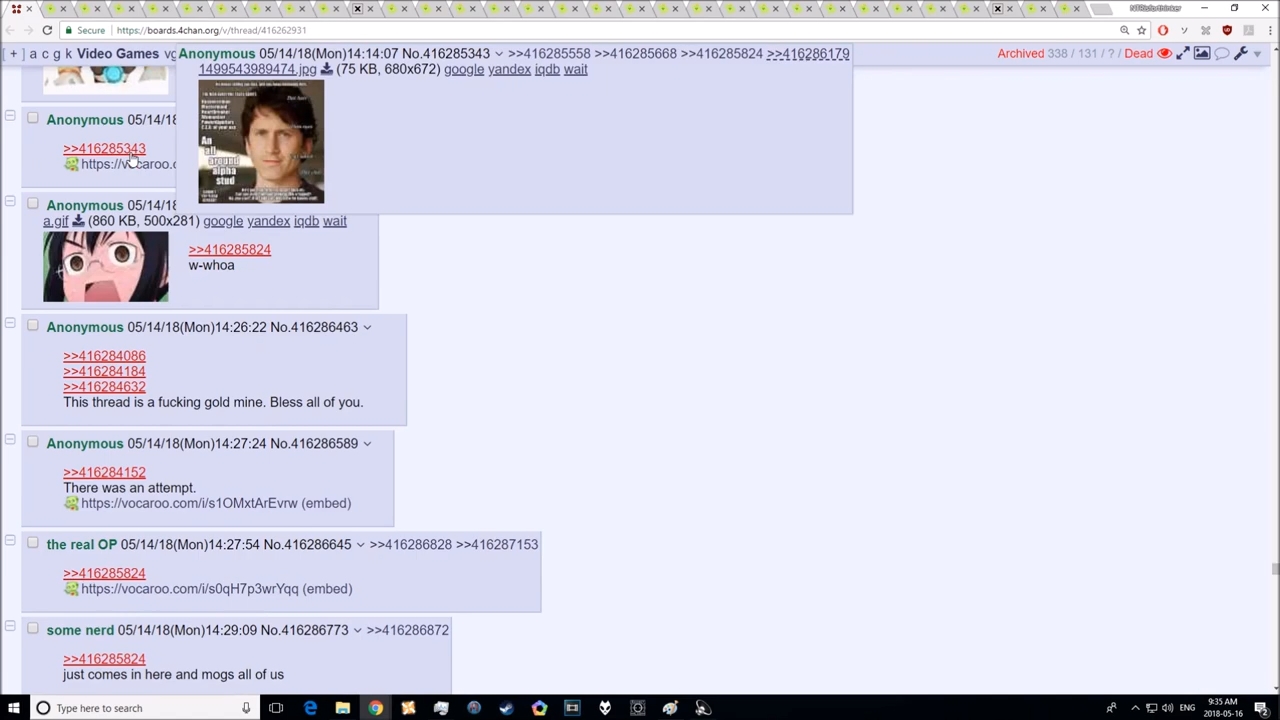 NTRisforthinker
Secure
https://boards.4chan.org/v/thread/416262931
[ + ] a c g k Video Games vg
Archived 338 / 131 / ? / Dead
Anonymous 05/14/18(Mon)14:14:07 No.416285343 >>416285558 >>416285668 >>416285824 >>416286179
1499543989474.jpg (75 KB, 680x672) google yandex iqdb wait
An
all
around
alpha
stud
Anonymous 05/14/18
>>416285343
https://vocaroo.c
Anonymous 05/14/18
a.gif (860 KB, 500x281) google yandex iqdb wait
>>416285824
w-whoa
Anonymous 05/14/18(Mon)14:26:22 No.416286463
>>416284086
>>416284184
>>416284632
This thread is a fucking gold mine. Bless all of you.
Anonymous 05/14/18(Mon)14:27:24 No.416286589
>>416284152
There was an attempt.
https://vocaroo.com/i/s1OMxtArEvrw (embed)
the real OP 05/14/18(Mon)14:27:54 No.416286645 >>416286828 >>416287153
>>416285824
https://vocaroo.com/i/s0qH7p3wrYqq (embed)
some nerd 05/14/18(Mon)14:29:09 No.416286773 >>416286872
>>416285824
just comes in here and mogs all of us
Type here to search
ENG
9:35 AM
2018-05-16
2